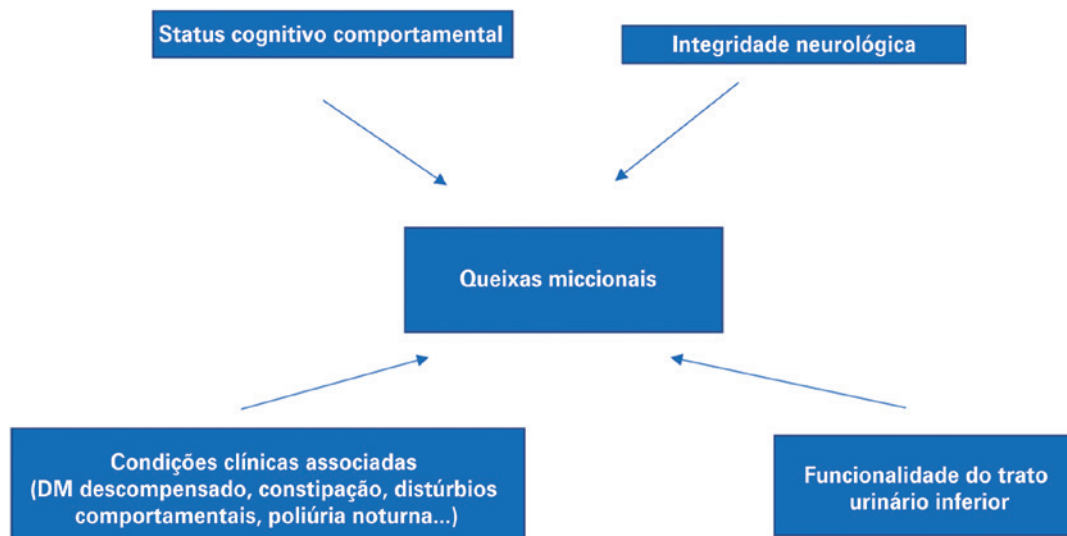 Status cognitivo comportamental
Integridade neurológica
Queixas miccionais
Condições clínicas associadas
(DM descompensado, constipação, distúrbios
comportamentais, poliúria noturna...)
Funcionalidade do trato
urinário inferior